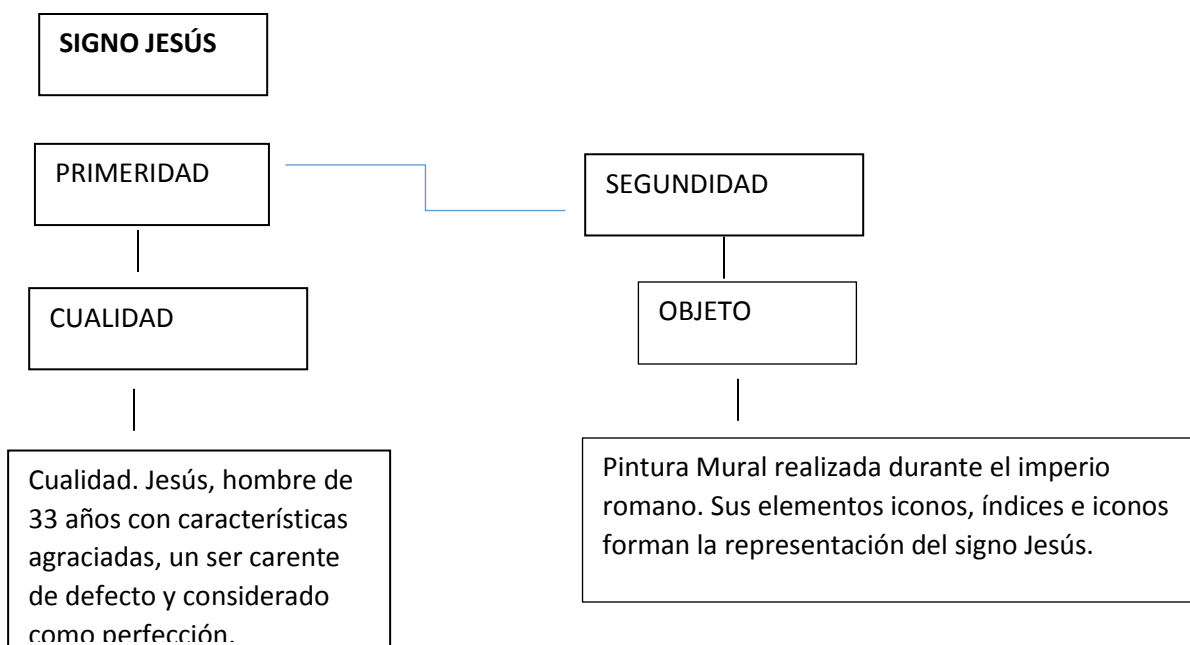 SIGNO JESÚS
PRIMERIDAD
SEGUNDIDAD
CUALIDAD
OBJETO
Cualidad. Jesús, hombre de
33 años con características
agraciadas, un ser carente
de defecto y considerado
como perfección.
Pintura Mural realizada durante el imperio
romano. Sus elementos iconos, índices e iconos
forman la representación del signo Jesús.